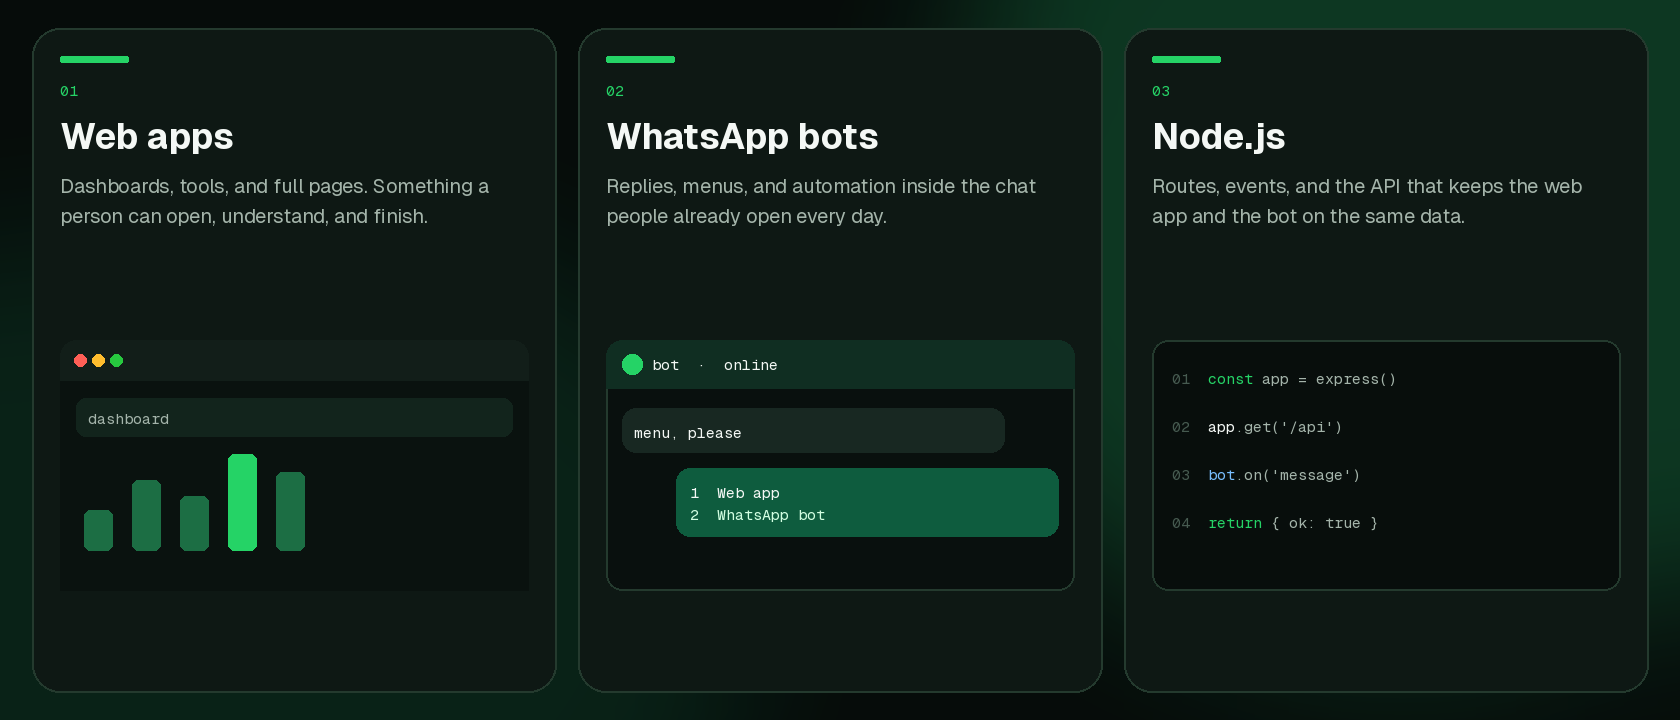 01
Web apps
Dashboards, tools, and full pages. Something a
person can open, understand, and finish.
dashboard
02
WhatsApp bots
Replies, menus, and automation inside the chat
people already open every day.
bot · online
menu, please
1 Web app
2 WhatsApp bot
03
Node.js
Routes, events, and the API that keeps the web
app and the bot on the same data.
01 const app = express()
02 app.get('/api')
03 bot.on('message')
04 return { ok: true }